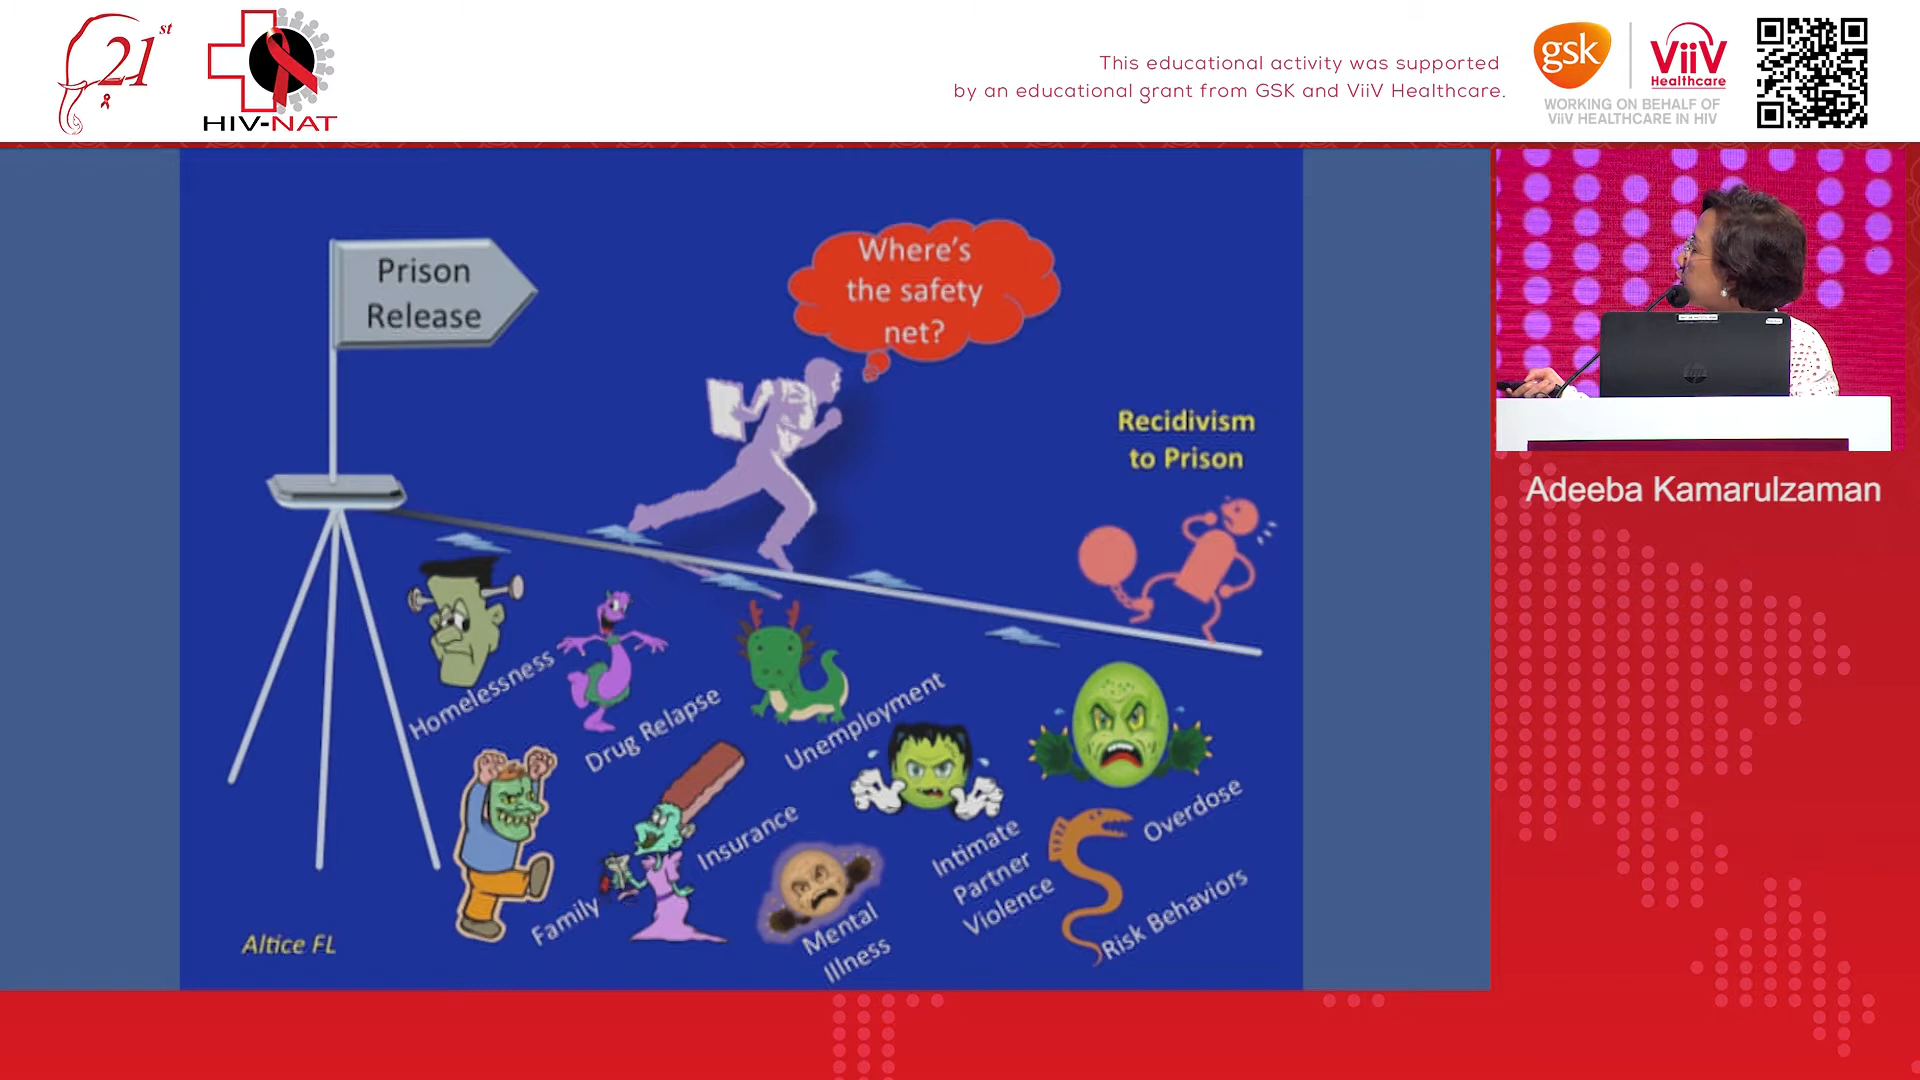 21st
HIV-NAT
This educational activity was supported
by an educational grant from GSK and ViiV Healthcare.
gsk
ViiV
Healthcare
WORKING ON BEHALF OF
ViiV HEALTHCARE IN HIV
Prison
Release
Where's
the safety
net?
Recidivism
to Prison
Adeeba Kamarulzaman
Homelessness
Drug Relapse
Unemployment
Overdose
Family
Insurance
Mental
Illness
Intimate
Partner
Violence
Risk Behaviors
Altice FL
hp